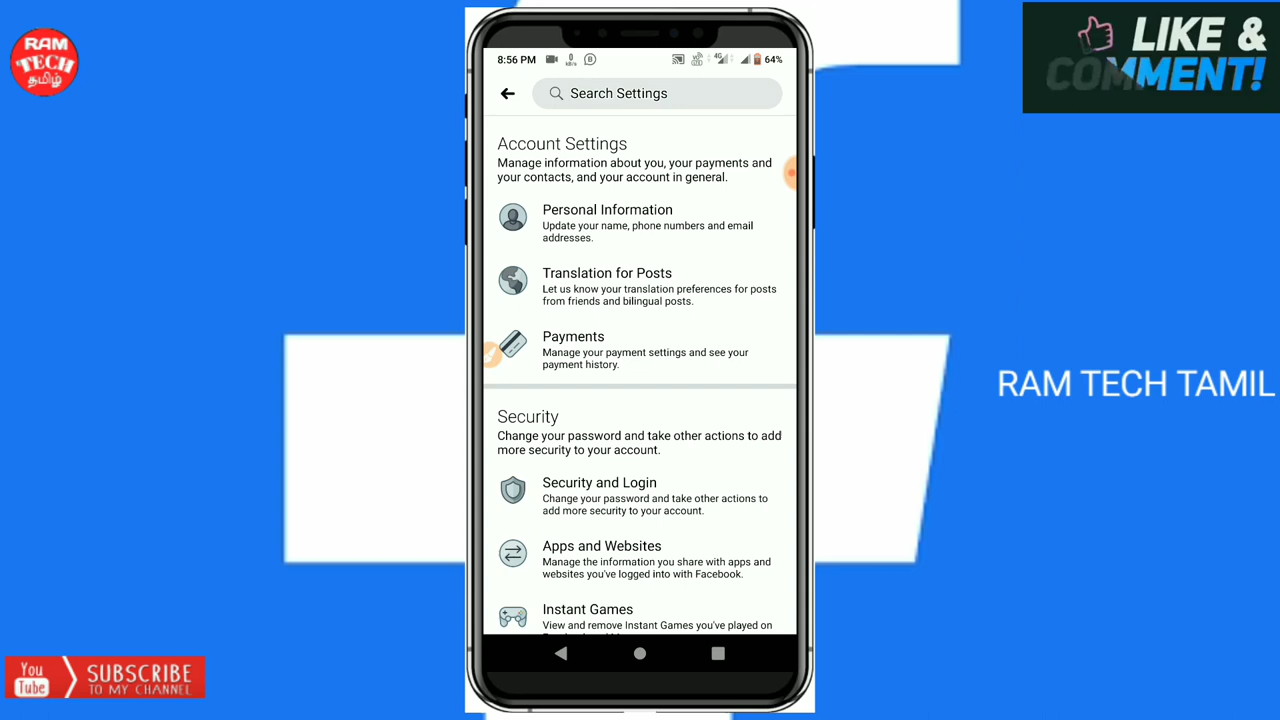 RAM
TECH
தமிழ்
LIKE &
COMMENT!
8:56 PM
64%
Search Settings
Account Settings
Manage information about you, your payments and
your contacts, and your account in general.
Personal Information
Update your name, phone numbers and email
addresses.
Translation for Posts
Let us know your translation preferences for posts
from friends and bilingual posts.
Payments
Manage your payment settings and see your
payment history.
Security
Change your password and take other actions to add
more security to your account.
Security and Login
Change your password and take other actions to
add more security to your account.
Apps and Websites
Manage the information you share with apps and
websites you've logged into with Facebook.
Instant Games
View and remove Instant Games you've played on
RAM TECH TAMIL
You
Tube
SUBSCRIBE
TO MY CHANNEL